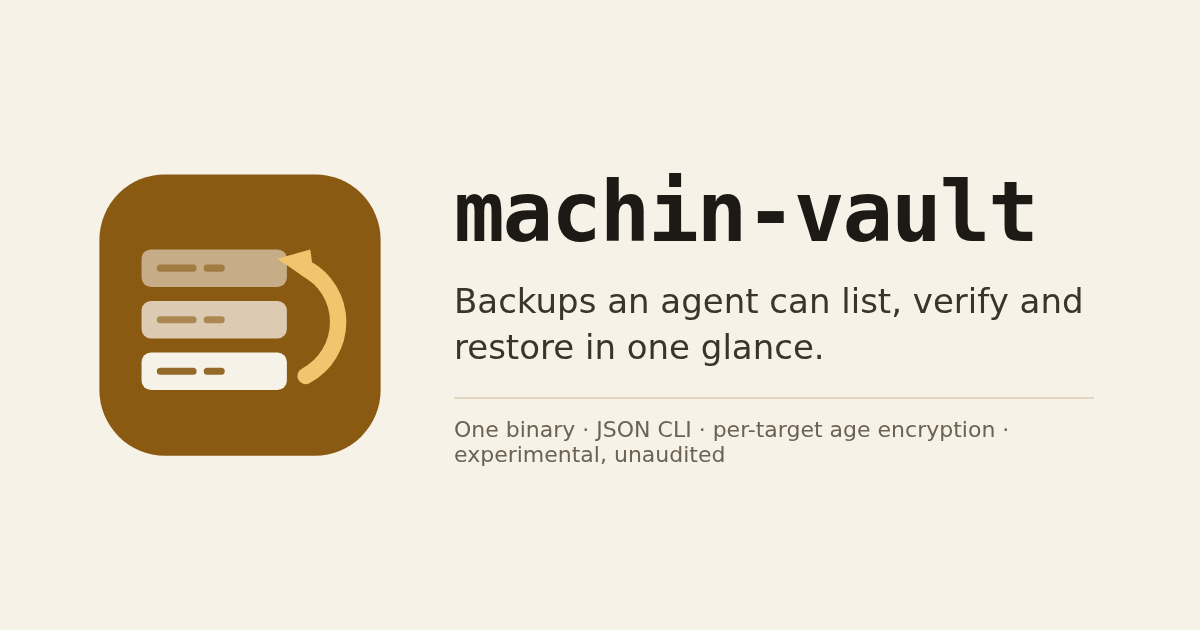 machin-vault
Backups an agent can list, verify and
restore in one glance.
One binary · JSON CLI · per-target age encryption ·
experimental, unaudited